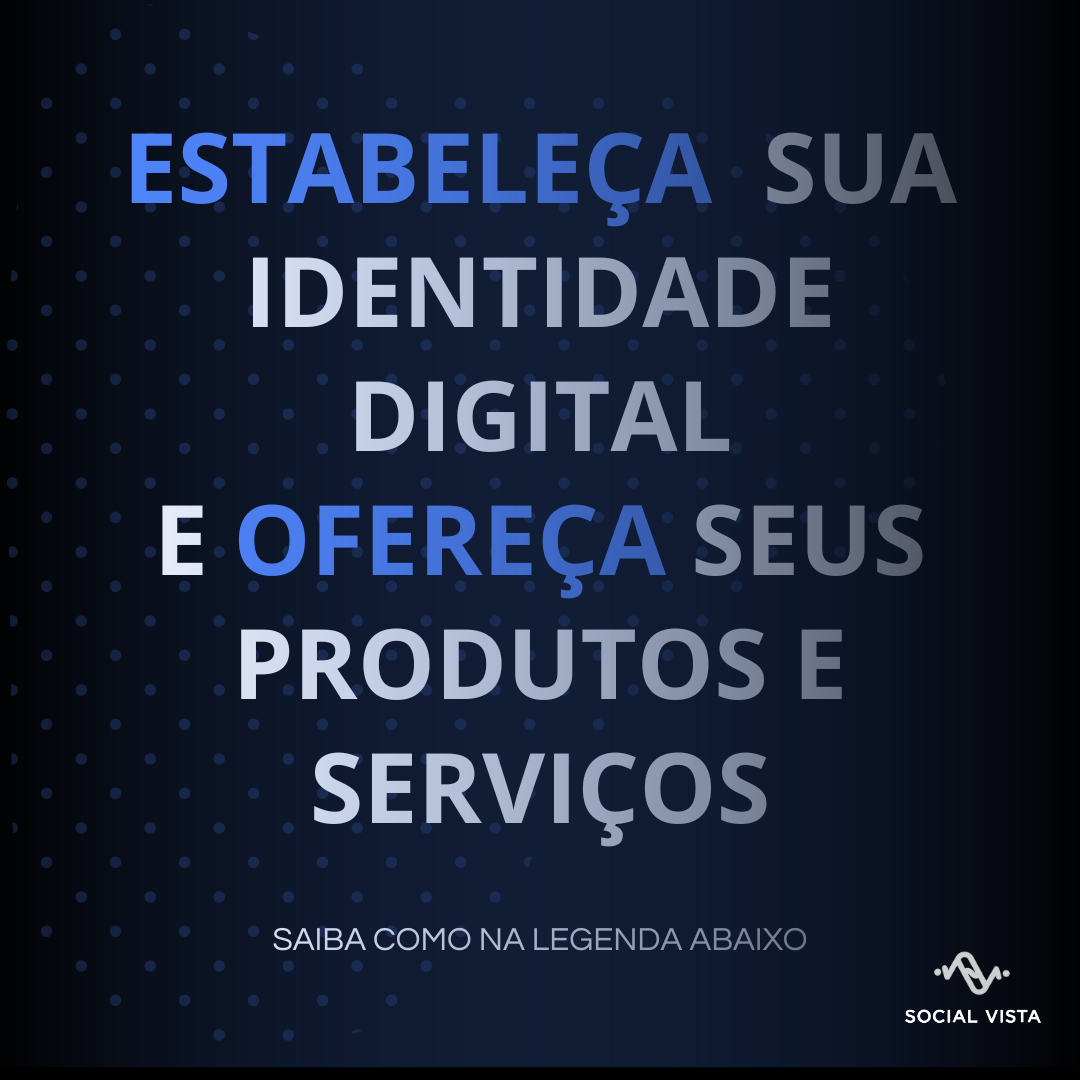 ESTABELEÇA SUA
IDENTIDADE
DIGITAL
E OFEREÇA SEUS
PRODUTOS E
SERVIÇOS
SAIBA COMO NA LEGENDA ABAIXO
SOCIAL VISTA